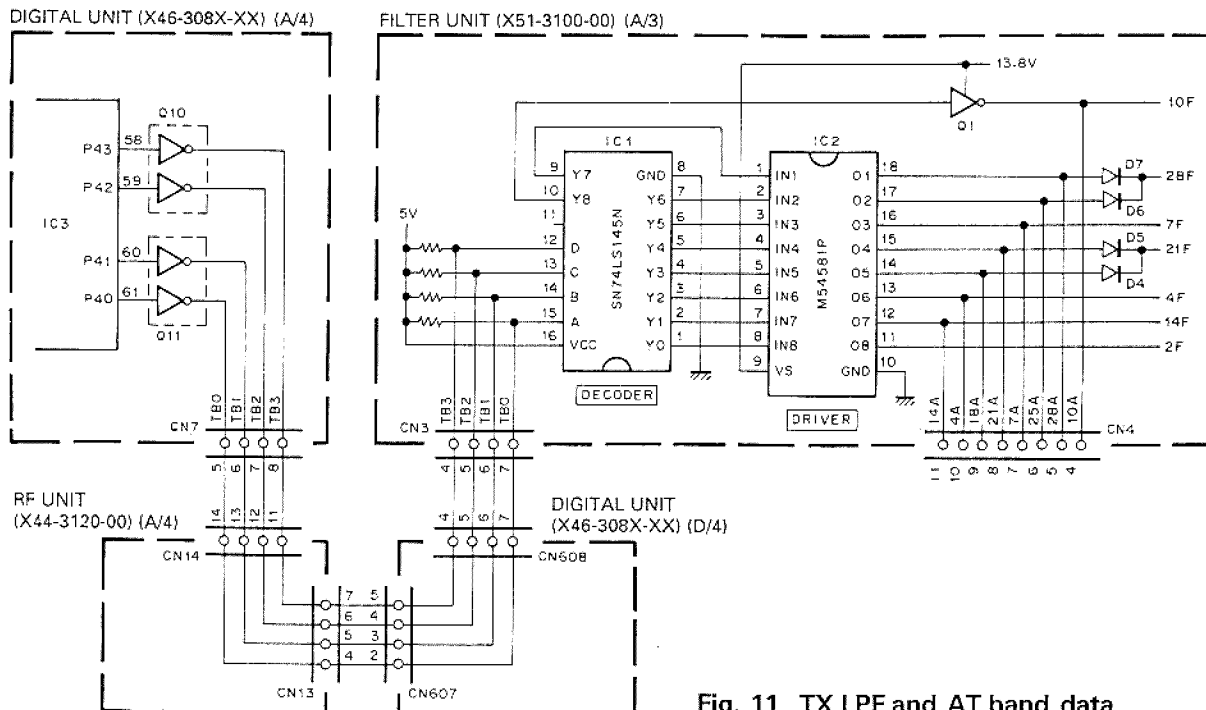 DIGITAL UNIT (X46-308X-XX) (A/4)
FILTER UNIT (X51-3100-00) (A/3)
13.8V
10F
Q1
Q10
P43 58
P42 59
IC3
P41 60
P40 61
Q11
TB0 TB1 TB2 TB3
CN7
5 6 7 8
IC1
SN74LS145N
9 Y7
10 Y8
11
12 D
13 C
14 B
15 A
16 VCC
GND 8
Y6 7
Y5 6
Y4 5
Y3 4
Y2 3
Y1 2
Y0 1
DECODER
5V
IC2
M54581P
1 IN1
2 IN2
3 IN3
4 IN4
5 IN5
6 IN6
7 IN7
8 IN8
9 VS
O1 18
O2 17
O3 16
O4 15
O5 14
O6 13
O7 12
O8 11
GND 10
DRIVER
D7
28F
D6
7F
D5
21F
D4
4F
14F
2F
TB3 TB2 TB1 TB0
CN3
4 5 6 7
14A 4A 18A 21A 7A 25A 28A 10A
CN4
11 10 9 8 7 6 5 4
RF UNIT
(X44-3120-00) (A/4)
14 13 12 11
CN14
DIGITAL UNIT
(X46-308X-XX) (D/4)
4 5 6 7
CN608
7 5
6 4
5 3
4 2
CN13
CN607
Fig. 11 TX LPF and AT band data